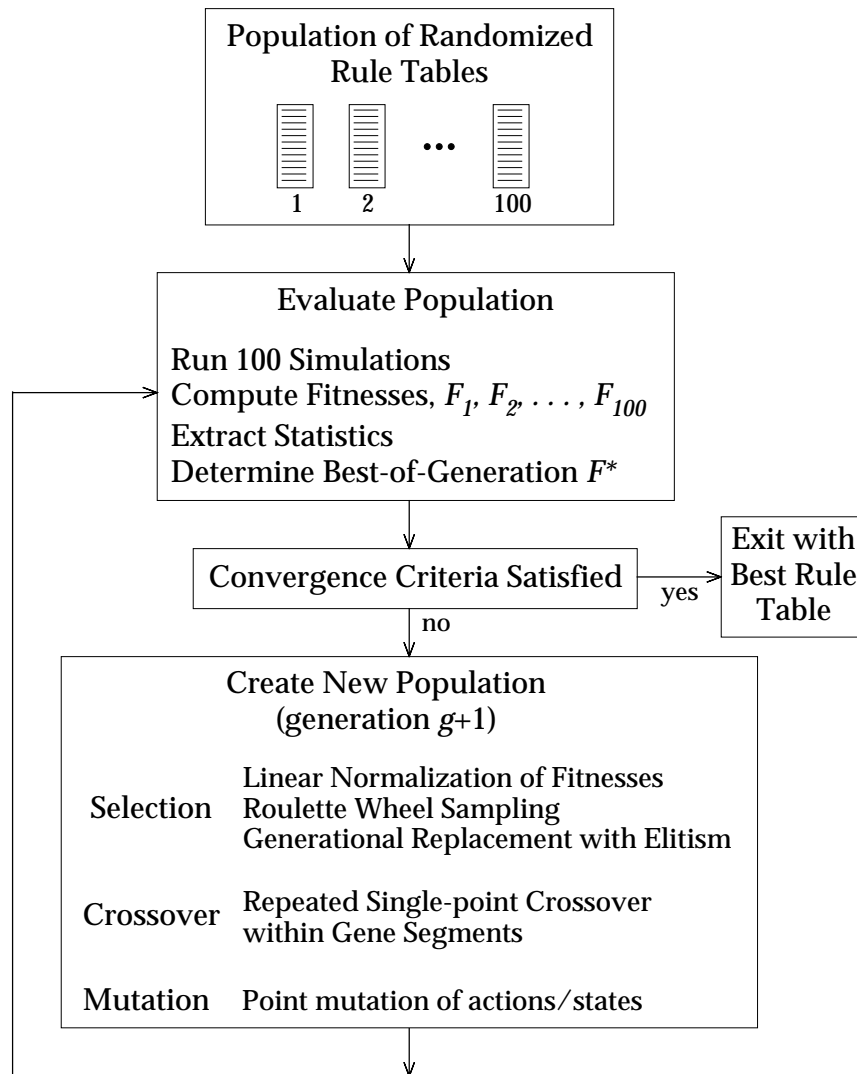 Population of Randomized
Rule Tables
...
1 2 100
Evaluate Population
Run 100 Simulations
Compute Fitnesses, F1, F2, . . . , F100
Extract Statistics
Determine Best-of-Generation F*
Convergence Criteria Satisfied
yes
Exit with
Best Rule
Table
no
Create New Population
(generation g+1)
Selection
Linear Normalization of Fitnesses
Roulette Wheel Sampling
Generational Replacement with Elitism
Crossover
Repeated Single-point Crossover
within Gene Segments
Mutation
Point mutation of actions/states